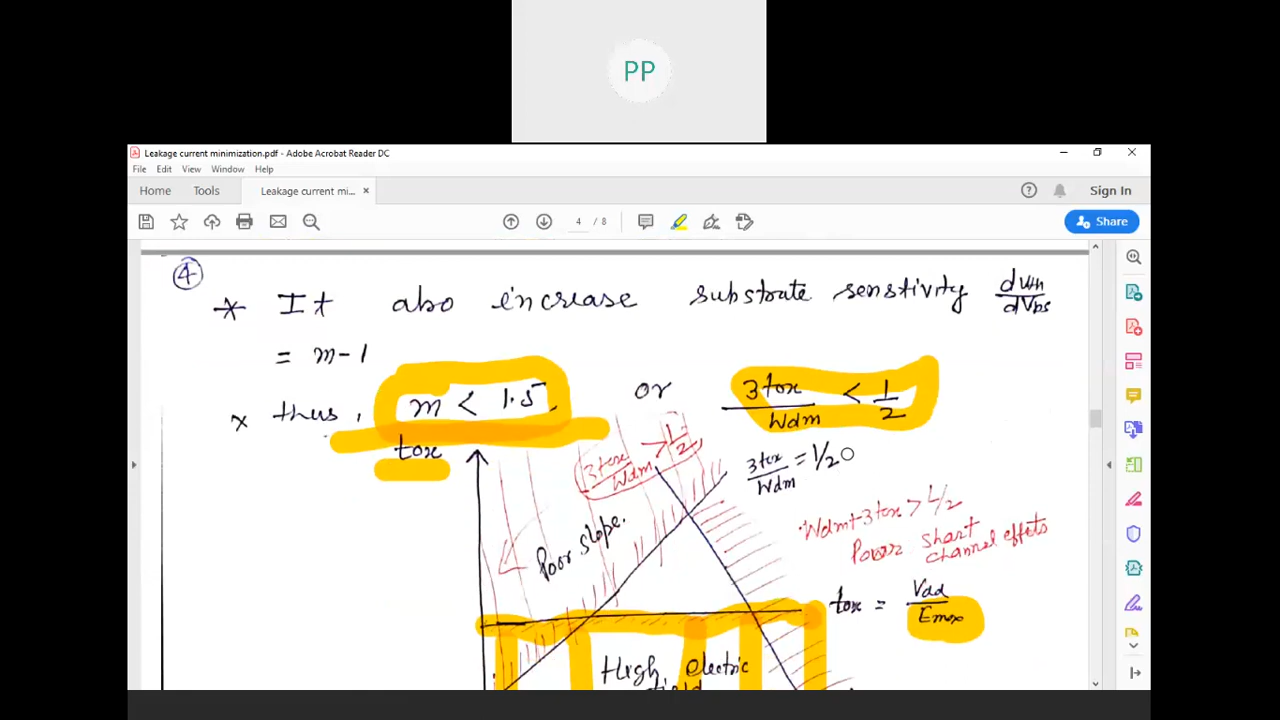 PP
Leakage current minimization.pdf - Adobe Acrobat Reader DC
File Edit View Window Help
Home Tools Leakage current mi... ×
Sign In
4 / 8
Share
④
* It also increase substrate senstivity dVth/dVbs
= m-1
* thus, m < 1.5, or 3tox/Wdm < 1/2
tox
3tox/Wdm > 1/2
3tox/Wdm = 1/2
Wdm+3tox > L/2
Poor short
channel effects
Poor slope.
tox = Vdd/Emax
High electric
field